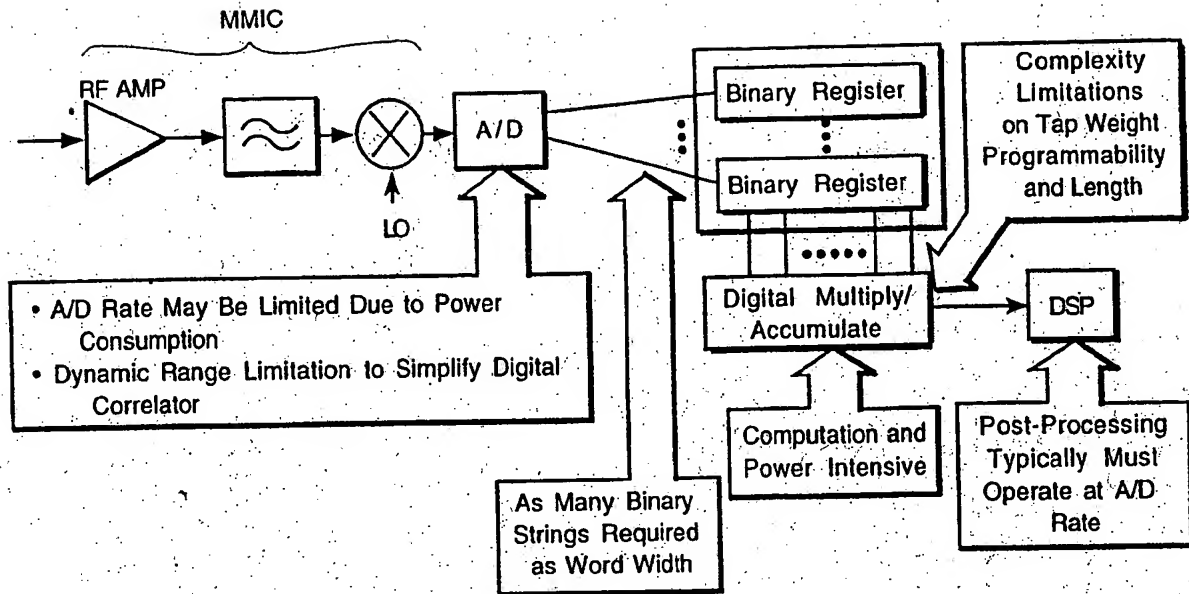 MMIC
RF AMP
A/D
LO
Binary Register
Binary Register
Complexity
Limitations
on Tap Weight
Programmability
and Length
Digital Multiply/
Accumulate
DSP
• A/D Rate May Be Limited Due to Power
Consumption
• Dynamic Range Limitation to Simplify Digital
Correlator
As Many Binary
Strings Required
as Word Width
Computation and
Power Intensive
Post-Processing
Typically Must
Operate at A/D
Rate